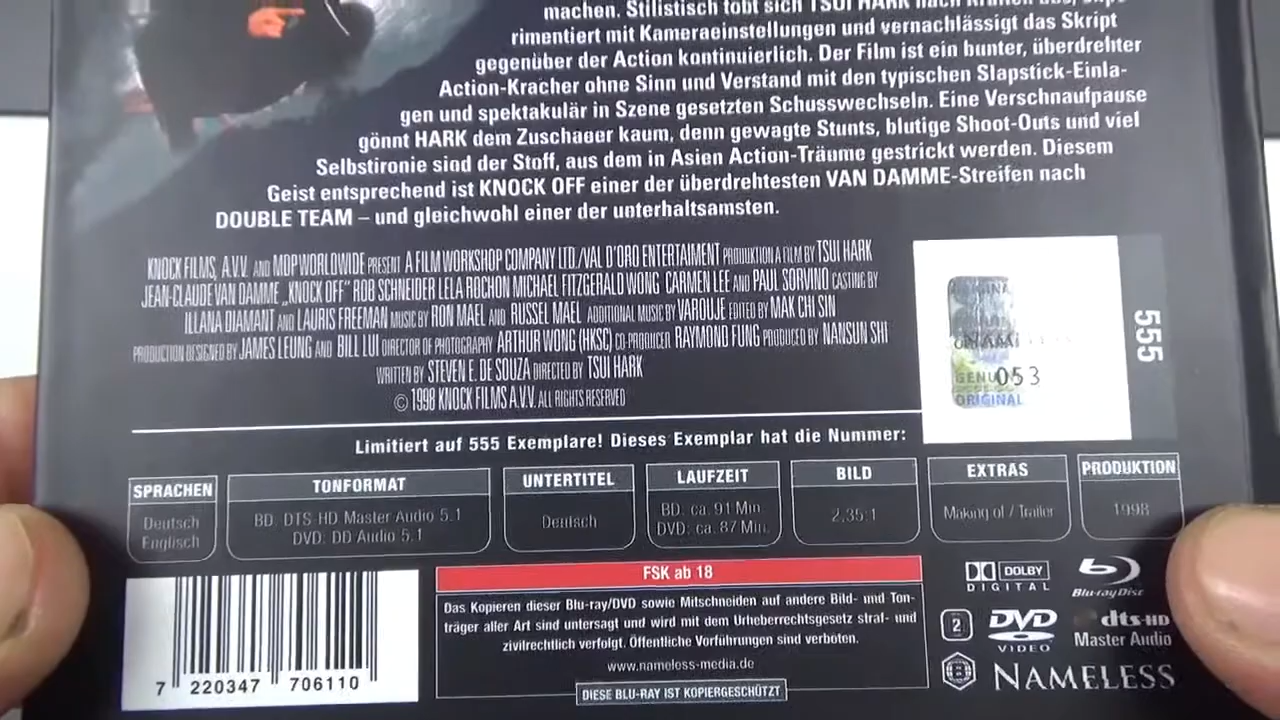 machen. Stilistisch tobt sich TSUI HARK nach Kräften aus, expe-
rimentiert mit Kameraeinstellungen und vernachlässigt das Skript
gegenüber der Action kontinuierlich. Der Film ist ein bunter, überdrehter
Action-Kracher ohne Sinn und Verstand mit den typischen Slapstick-Einla-
gen und spektakulär in Szene gesetzten Schusswechseln. Eine Verschnaufpause
gönnt HARK dem Zuschauer kaum, denn gewagte Stunts, blutige Shoot-Outs und viel
Selbstironie sind der Stoff, aus dem in Asien Action-Träume gestrickt werden. Diesem
Geist entsprechend ist KNOCK OFF einer der überdrehtesten VAN DAMME-Streifen nach
DOUBLE TEAM – und gleichwohl einer der unterhaltsamsten.
KNOCK FILMS, A.V.V. AND MDP WORLDWIDE PRESENT A FILM WORKSHOP COMPANY LTD./VAL D'ORO ENTERTAIMENT PRODUKTION A FILM BY TSUI HARK
JEAN-CLAUDE VAN DAMME „KNOCK OFF" ROB SCHNEIDER LELA ROCHON MICHAEL FITZGERALD WONG CARMEN LEE AND PAUL SORVINO CASTING BY
ILLANA DIAMANT AND LAURIS FREEMAN MUSIC BY RON MAEL AND RUSSEL MAEL ADDITIONAL MUSIC BY VAROUJE EDITED BY MAK CHI SIN
PRODUCTION DESIGNED BY JAMES LEUNG AND BILL LUI DIRECTOR OF PHOTOGRAPHY ARTHUR WONG (HKSC) CO-PRODUCER RAYMOND FUNG PRODUCED BY NANSUN SHI
WRITTEN BY STEVEN E. DE SOUZA DIRECTED BY TSUI HARK
© 1998 KNOCK FILMS A.V.V. ALL RIGHTS RESERVED
GENU 053
ORIGINAL
555
Limitiert auf 555 Exemplare! Dieses Exemplar hat die Nummer:
SPRACHEN
Deutsch
Englisch
TONFORMAT
BD: DTS-HD Master Audio 5.1
DVD: DD Audio 5.1
UNTERTITEL
Deutsch
LAUFZEIT
BD: ca. 91 Min.
DVD: ca. 87 Min.
BILD
2,35:1
EXTRAS
Making of / Trailer
PRODUKTION
1998
7 220347 706110
FSK ab 18
Das Kopieren dieser Blu-ray/DVD sowie Mitschneiden auf andere Bild- und Ton-
träger aller Art sind untersagt und wird mit dem Urheberrechtsgesetz straf- und
zivilrechtlich verfolgt. Öffentliche Vorführungen sind verboten.
www.nameless-media.de
DIESE BLU-RAY IST KOPIERGESCHÜTZT
DOLBY
DIGITAL
Blu-ray Disc
2
DVD
VIDEO
dts-HD
Master Audio
NAMELESS